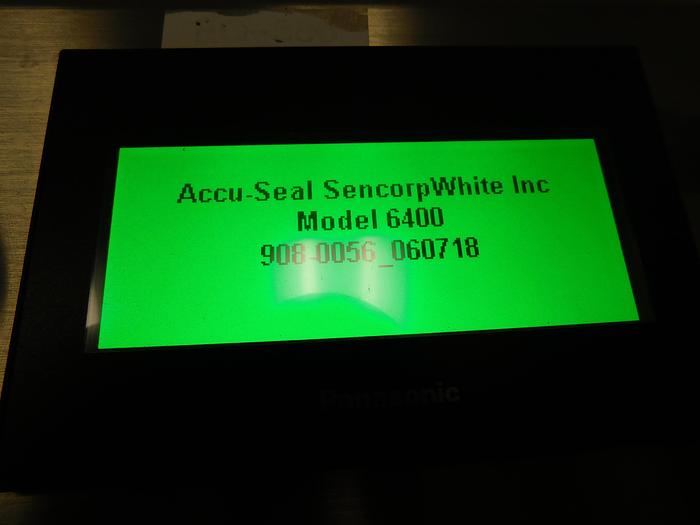 Accu-Seal SencorpWhite Inc
Model 6400
908-0056_060718
Panasonic